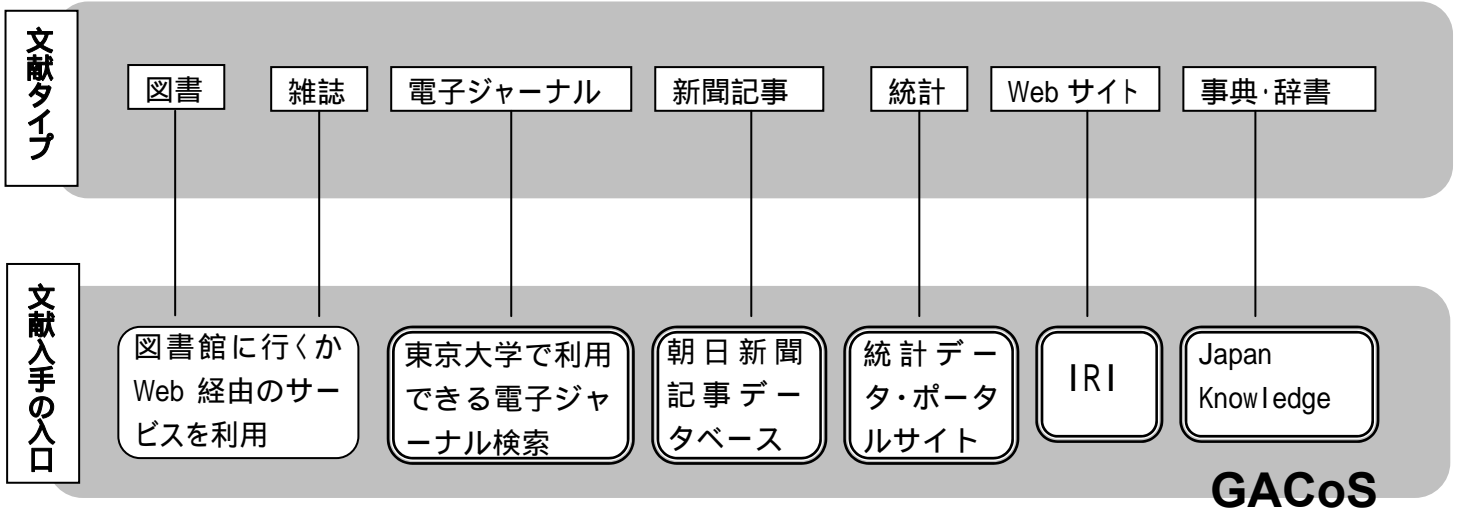 文献タイプ
図書
雑誌
電子ジャーナル
新聞記事
統計
Web サイト
事典・辞書
文献入手の入口
図書館に行くか
Web 経由のサー
ビスを利用
東京大学で利用
できる電子ジャ
ーナル検索
朝日新聞
記事デー
タベース
統計デー
タ・ポータ
ルサイト
IRI
Japan
Knowledge
GACoS